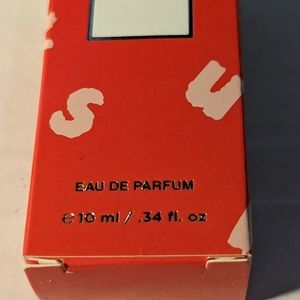 S U
EAU DE PARFUM
℮ 10 ml / .34 fl. oz